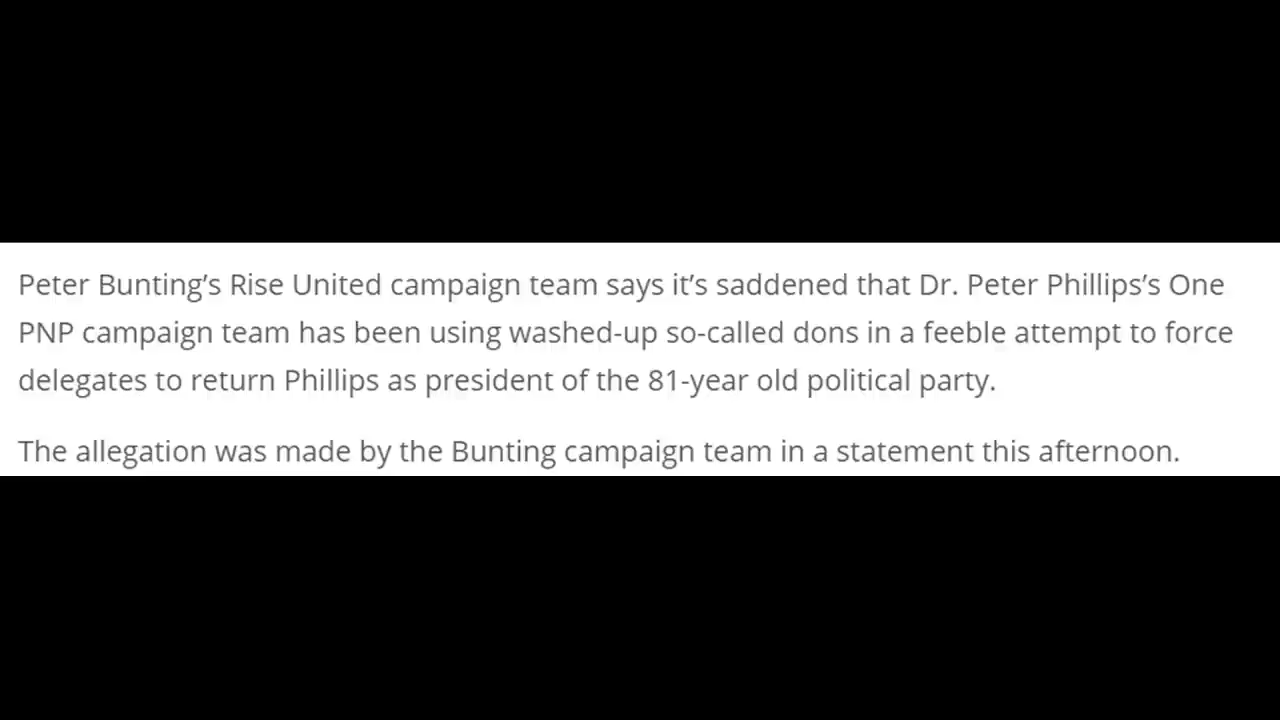 Peter Bunting’s Rise United campaign team says it’s saddened that Dr. Peter Phillips’s One
PNP campaign team has been using washed-up so-called dons in a feeble attempt to force
delegates to return Phillips as president of the 81-year old political party.
The allegation was made by the Bunting campaign team in a statement this afternoon.